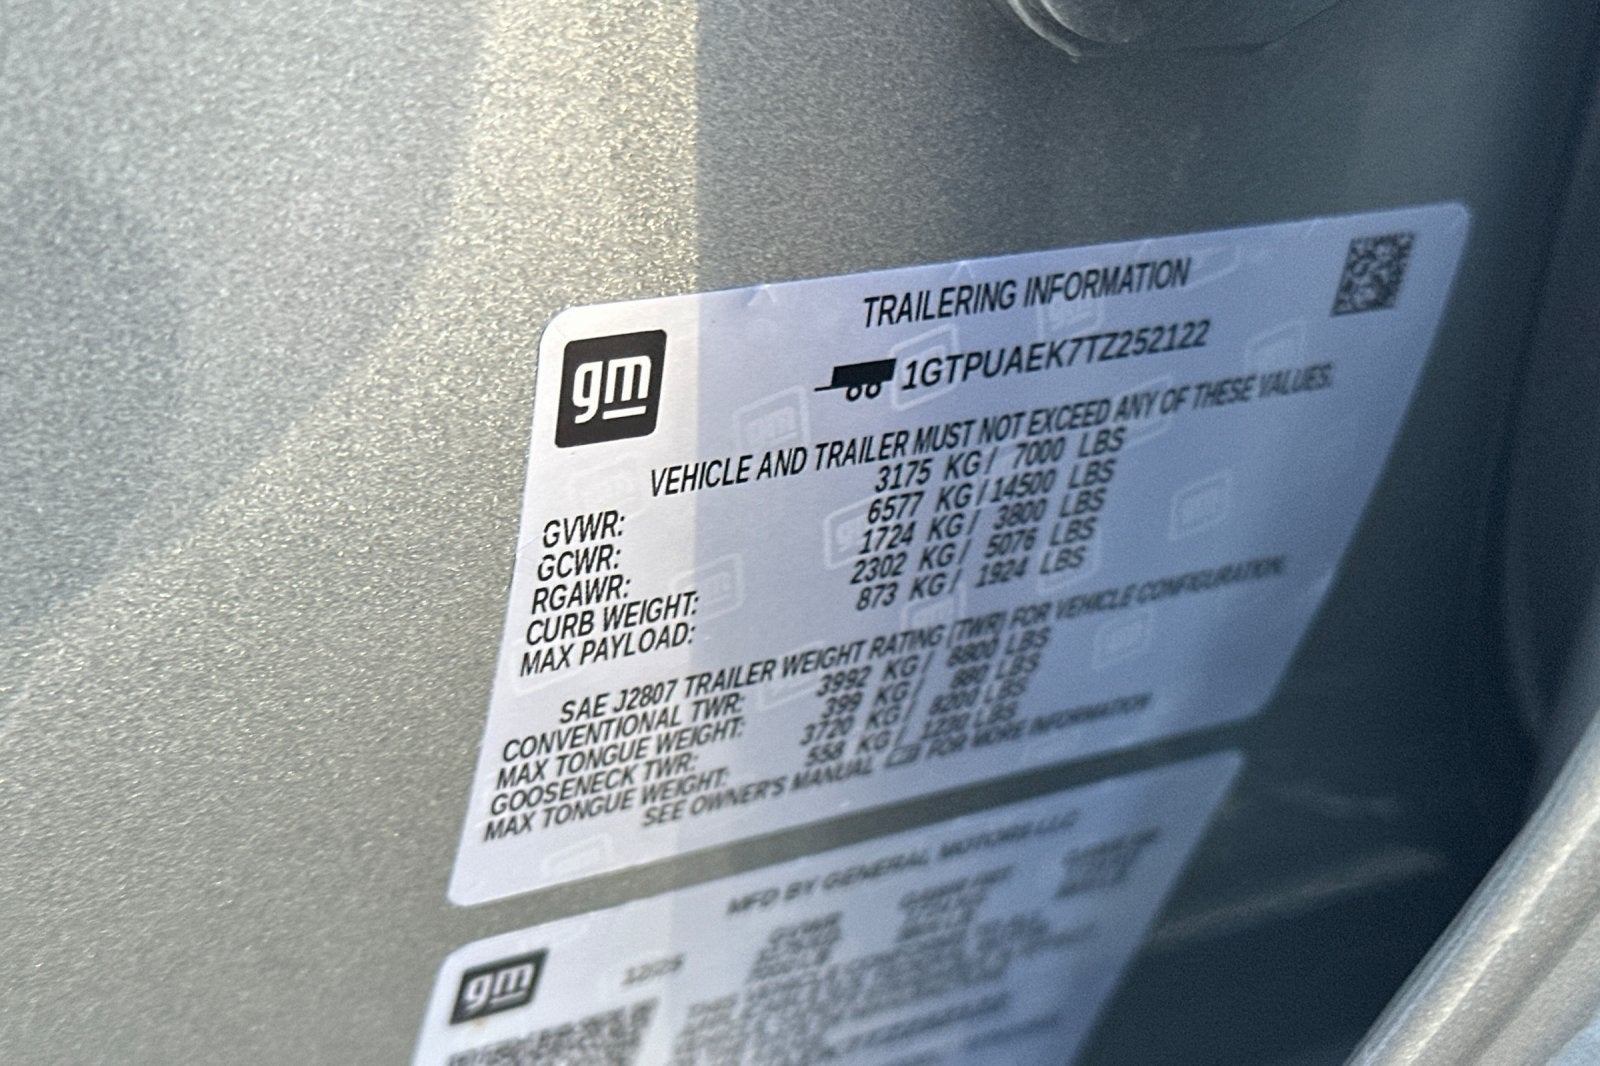 TRAILERING INFORMATION
gm
1GTPUAEK7TZ252122
VEHICLE AND TRAILER MUST NOT EXCEED ANY OF THESE VALUES.
GVWR: 3175 KG/ 7000 LBS
GCWR: 6577 KG/14500 LBS
RGAWR: 1724 KG/ 3800 LBS
CURB WEIGHT: 2302 KG/ 5076 LBS
MAX PAYLOAD: 873 KG/ 1924 LBS
SAE J2807 TRAILER WEIGHT RATING (TWR) FOR VEHICLE CONFIGURATION.
CONVENTIONAL TWR: 3992 KG/ 8800 LBS
MAX TONGUE WEIGHT: 399 KG/ 880 LBS
GOOSENECK TWR: 3720 KG/ 8200 LBS
MAX TONGUE WEIGHT: 558 KG/ 1230 LBS
SEE OWNER'S MANUAL FOR MORE INFORMATION
MFD BY GENERAL MOTORS LLC
gm